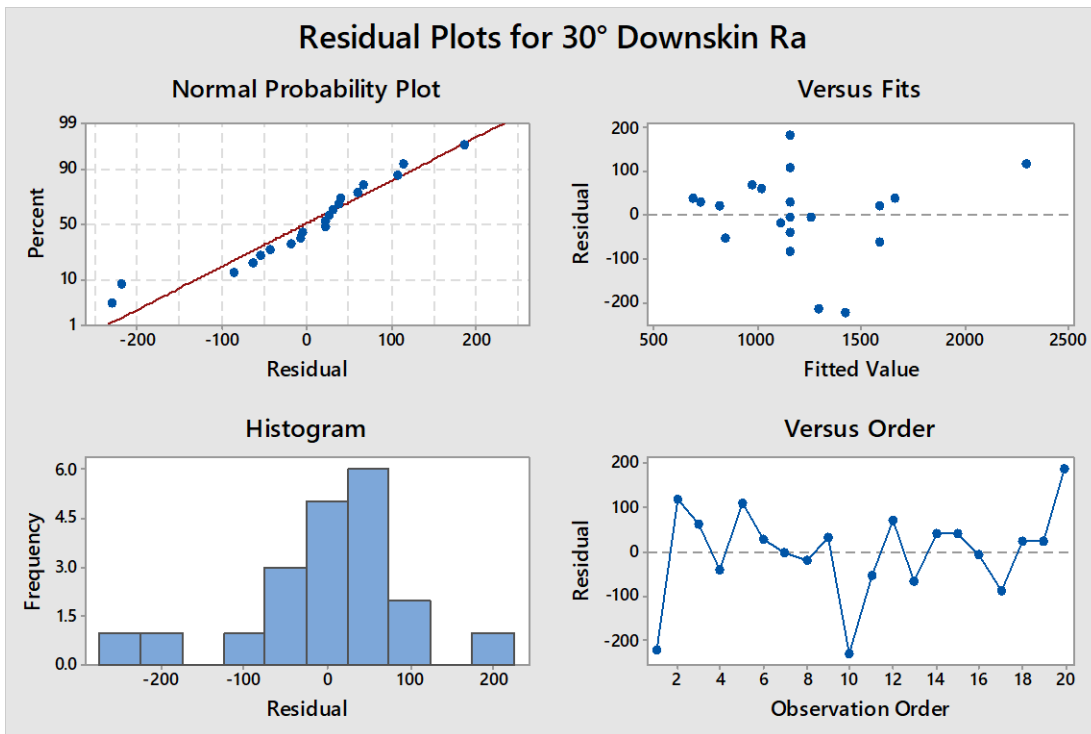 Residual Plots for 30° Downskin Ra
Normal Probability Plot
99
90
50
10
1
Percent
-200 -100 0 100 200
Residual
Versus Fits
200
100
0
-100
-200
Residual
500 1000 1500 2000 2500
Fitted Value
Histogram
6.0
4.5
3.0
1.5
0.0
Frequency
-200 -100 0 100 200
Residual
Versus Order
200
100
0
-100
-200
Residual
2 4 6 8 10 12 14 16 18 20
Observation Order